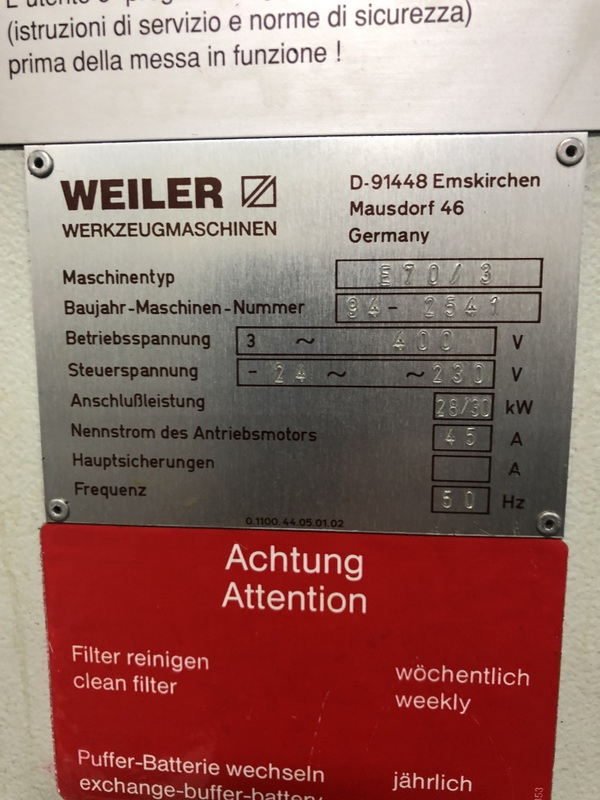 (istruzioni di servizio e norme di sicurezza)
prima della messa in funzione !
WEILER
WERKZEUGMASCHINEN
D-91448 Emskirchen
Mausdorf 46
Germany
Maschinentyp E70/3
Baujahr-Maschinen-Nummer 94- 2541
Betriebsspannung 3 ~ 400 V
Steuerspannung - 24 ~ ~230 V
Anschlußleistung 28/30 kW
Nennstrom des Antriebsmotors 45 A
Hauptsicherungen A
Frequenz 50 Hz
0.1100.44.05.01.02
Achtung
Attention
Filter reinigen wöchentlich
clean filter weekly
Puffer-Batterie wechseln jährlich
exchange-buffer-battery